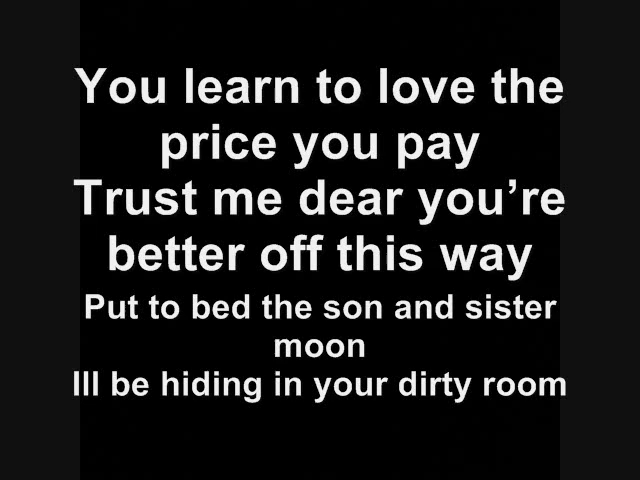 You learn to love the
price you pay
Trust me dear you’re
better off this way
Put to bed the son and sister
moon
Ill be hiding in your dirty room